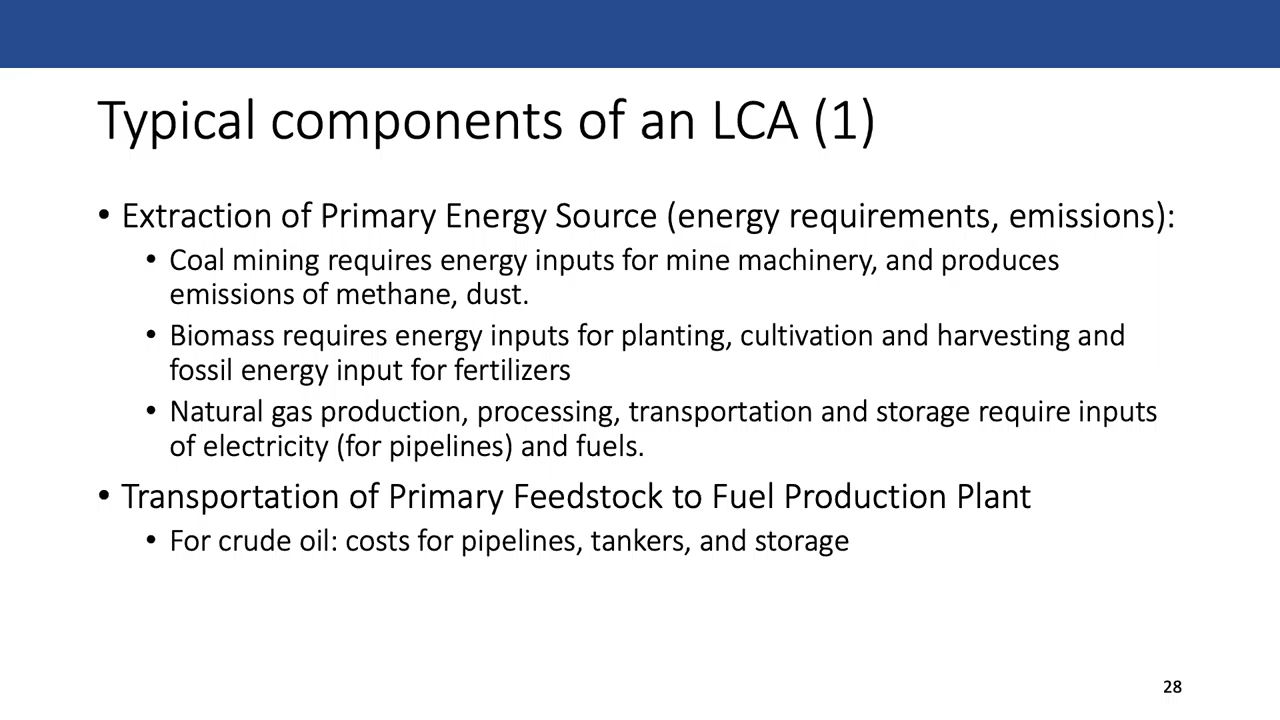 Typical components of an LCA (1)
• Extraction of Primary Energy Source (energy requirements, emissions):
• Coal mining requires energy inputs for mine machinery, and produces
emissions of methane, dust.
• Biomass requires energy inputs for planting, cultivation and harvesting and
fossil energy input for fertilizers
• Natural gas production, processing, transportation and storage require inputs
of electricity (for pipelines) and fuels.
• Transportation of Primary Feedstock to Fuel Production Plant
• For crude oil: costs for pipelines, tankers, and storage
28